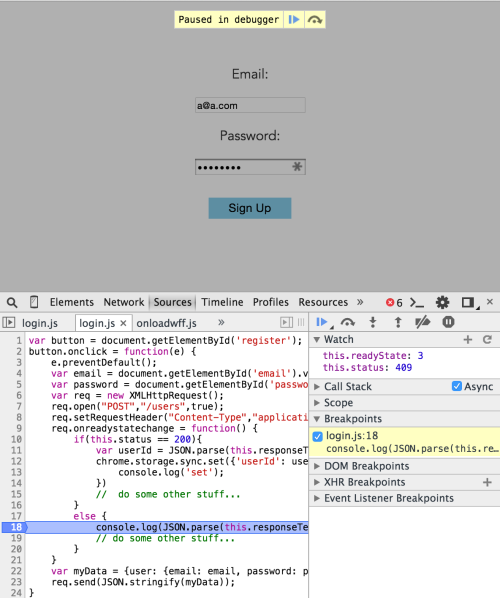 Paused in debugger
Email:
a@a.com
Password:
••••••••
Sign Up
Elements Network Sources Timeline Profiles Resources » 6
login.js login.js × onloadwff.js »
1 var button = document.getElementById('register');
2 button.onclick = function(e) {
3 e.preventDefault();
4 var email = document.getElementById('email').v
5 var password = document.getElementById('passwo
6 var req = new XMLHttpRequest();
7 req.open("POST","/users",true);
8 req.setRequestHeader("Content-Type","applicati
9 req.onreadystatechange = function() {
10 if(this.status == 200){
11 var userId = JSON.parse(this.responseT
12 chrome.storage.sync.set({'userId': use
13 console.log('set');
14 })
15 // do some other stuff...
16 }
17 else {
18 console.log(JSON.parse(this.responseTe
19 // do some other stuff...
20 }
21 }
22 var myData = {user: {email: email, password: p
23 req.send(JSON.stringify(myData));
24 }
Watch
this.readyState: 3
this.status: 409
Call Stack Async
Scope
Breakpoints
login.js:18
console.log(JSON.parse(this.re...
DOM Breakpoints
XHR Breakpoints
Event Listener Breakpoints